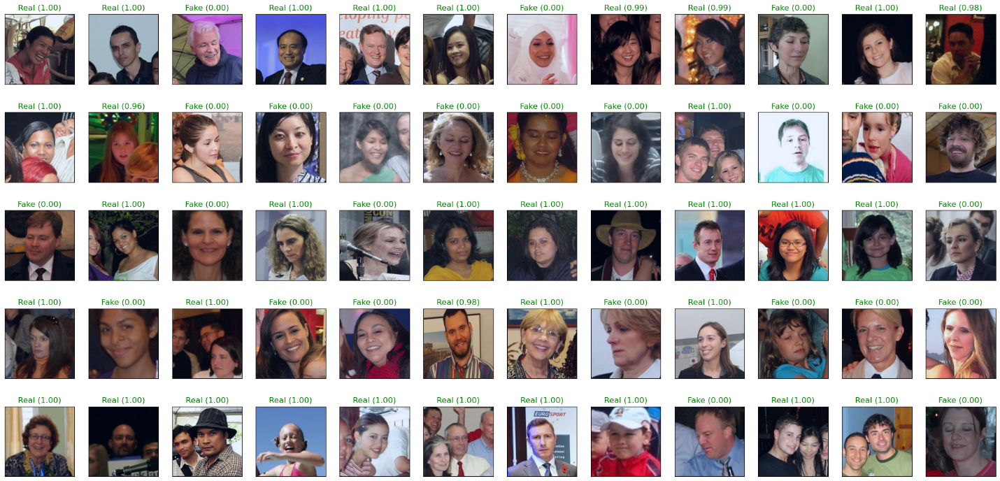 Real (1.00) Real (1.00) Fake (0.00) Real (1.00) Real (1.00) Real (1.00) Fake (0.00) Real (0.99) Real (0.99) Fake (0.00) Real (1.00) Real (0.98)
Real (1.00) Real (0.96) Fake (0.00) Fake (0.00) Fake (0.00) Fake (0.00) Fake (0.00) Fake (0.00) Real (1.00) Fake (0.00) Fake (0.00) Fake (0.00)
Fake (0.00) Real (1.00) Fake (0.00) Real (1.00) Fake (0.00) Real (1.00) Real (1.00) Real (1.00) Real (1.00) Real (1.00) Real (1.00) Fake (0.00)
Real (1.00) Fake (0.00) Real (1.00) Fake (0.00) Fake (0.00) Real (0.98) Real (1.00) Fake (0.00) Real (1.00) Fake (0.00) Fake (0.00) Fake (0.00)
Real (1.00) Real (1.00) Real (1.00) Real (1.00) Real (1.00) Real (1.00) Real (1.00) Real (1.00) Fake (0.00) Real (1.00) Real (1.00) Fake (0.00)
EUROSPORT